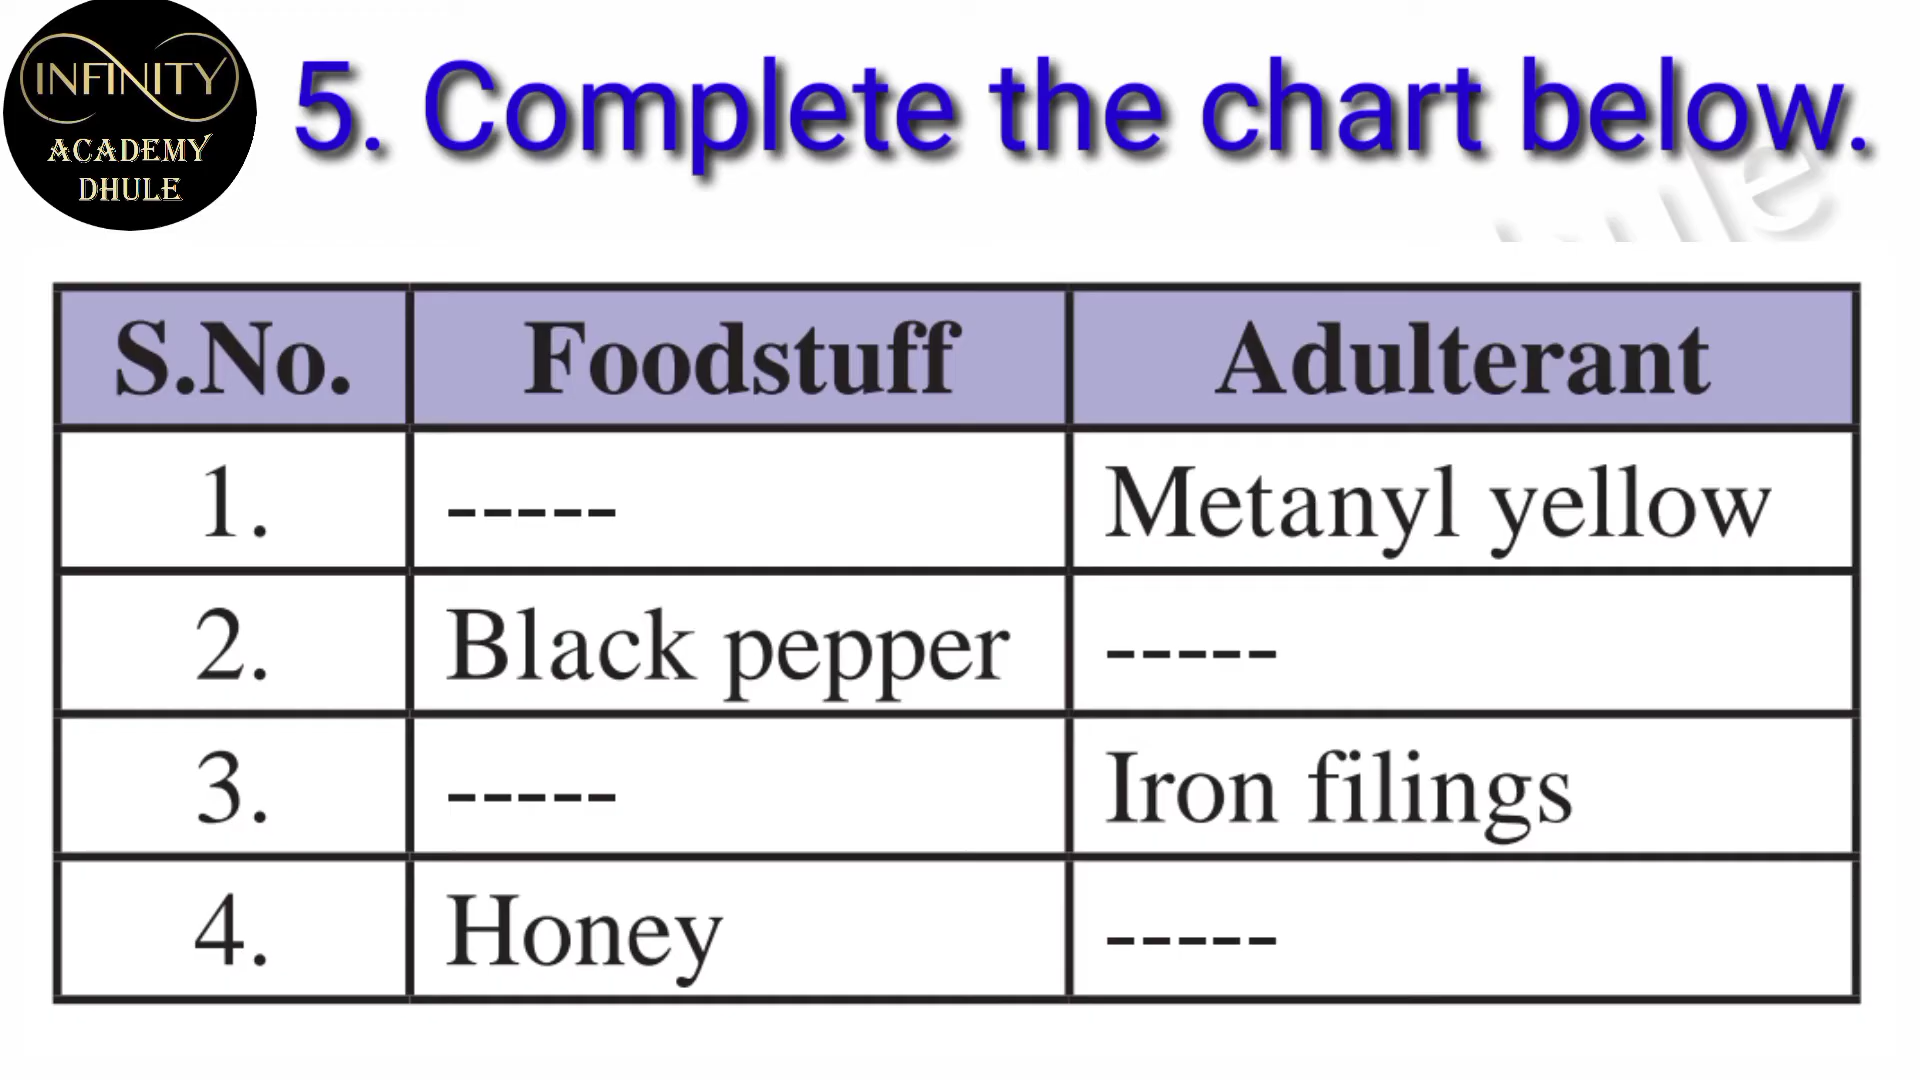 INFINITY
ACADEMY
DHULE
5. Complete the chart below.
S.No. Foodstuff Adulterant
1. ----- Metanyl yellow
2. Black pepper -----
3. ----- Iron filings
4. Honey -----